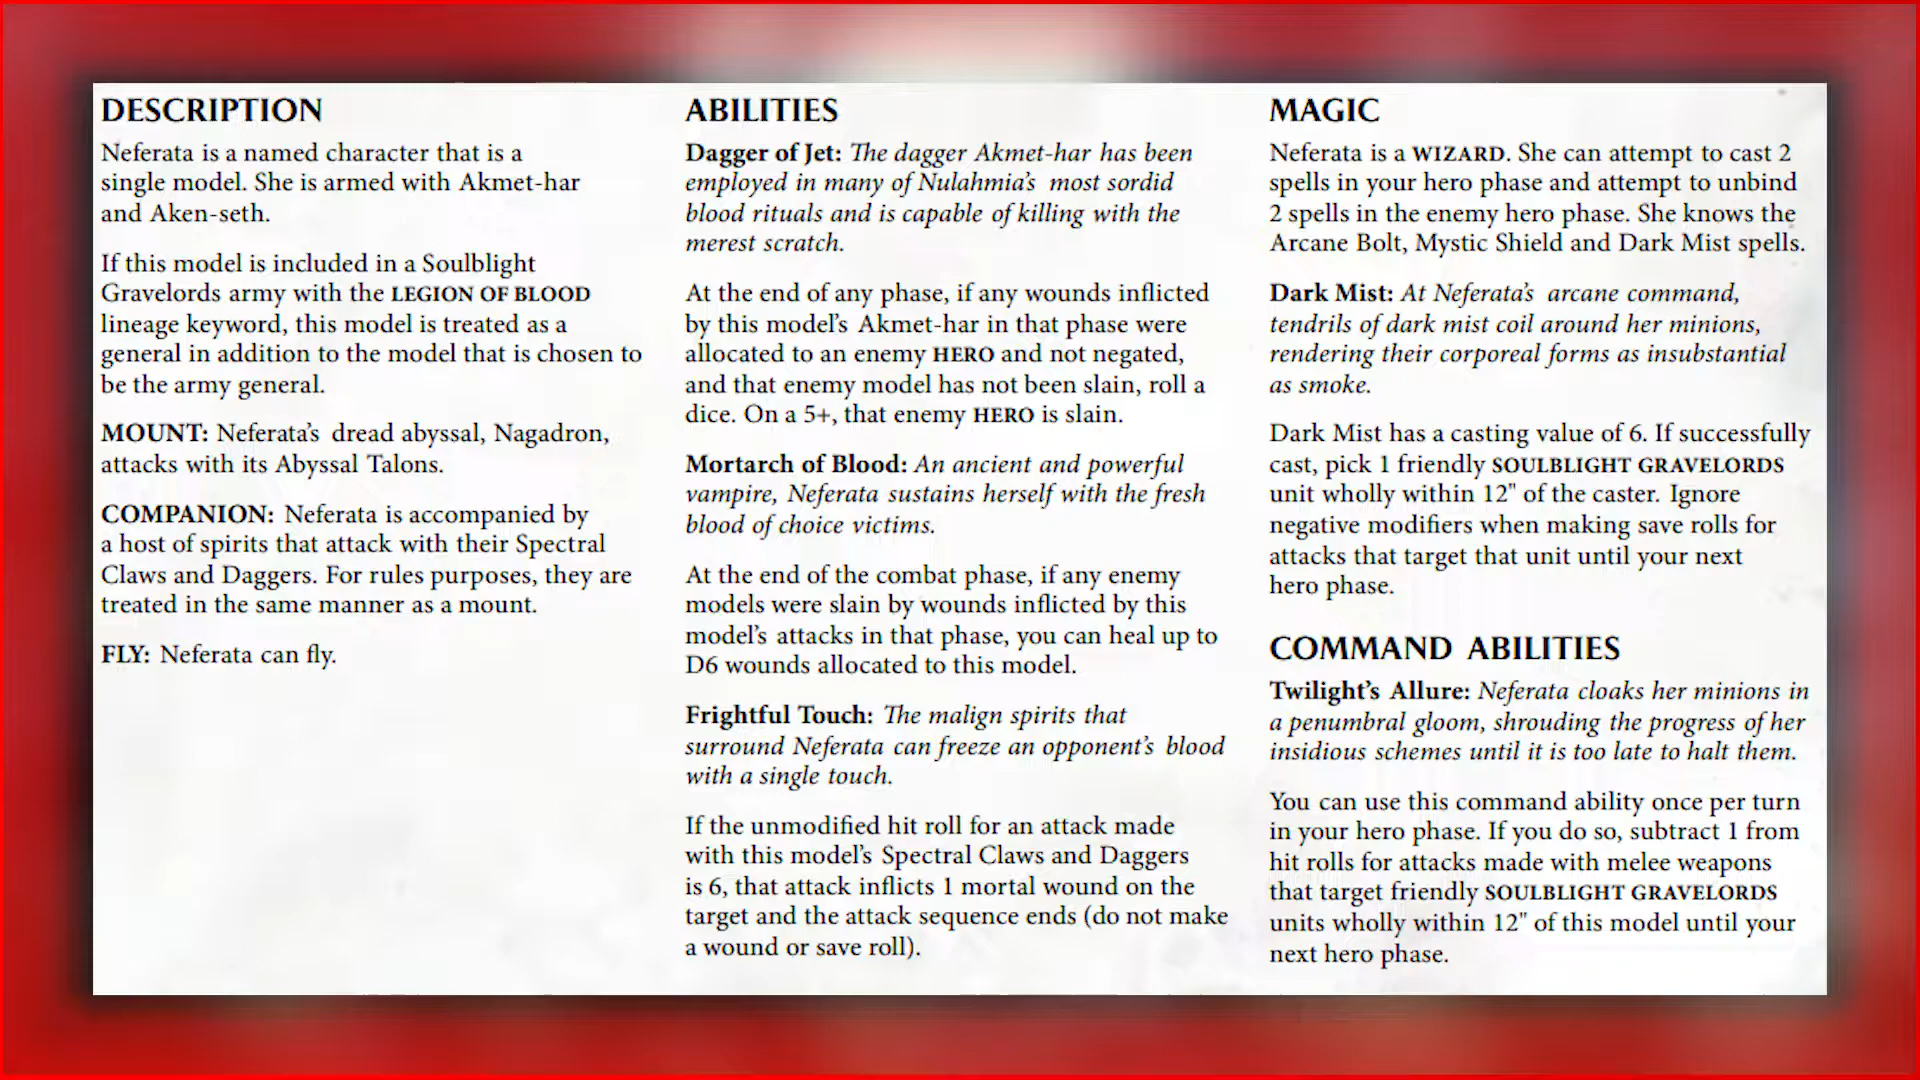 DESCRIPTION
Neferata is a named character that is a
single model. She is armed with Akmet-har
and Aken-seth.
If this model is included in a Soulblight
Gravelords army with the LEGION OF BLOOD
lineage keyword, this model is treated as a
general in addition to the model that is chosen to
be the army general.
MOUNT: Neferata's dread abyssal, Nagadron,
attacks with its Abyssal Talons.
COMPANION: Neferata is accompanied by
a host of spirits that attack with their Spectral
Claws and Daggers. For rules purposes, they are
treated in the same manner as a mount.
FLY: Neferata can fly.
ABILITIES
Dagger of Jet: The dagger Akmet-har has been
employed in many of Nulahmia's most sordid
blood rituals and is capable of killing with the
merest scratch.
At the end of any phase, if any wounds inflicted
by this model's Akmet-har in that phase were
allocated to an enemy HERO and not negated,
and that enemy model has not been slain, roll a
dice. On a 5+, that enemy HERO is slain.
Mortarch of Blood: An ancient and powerful
vampire, Neferata sustains herself with the fresh
blood of choice victims.
At the end of the combat phase, if any enemy
models were slain by wounds inflicted by this
model's attacks in that phase, you can heal up to
D6 wounds allocated to this model.
Frightful Touch: The malign spirits that
surround Neferata can freeze an opponent's blood
with a single touch.
If the unmodified hit roll for an attack made
with this model's Spectral Claws and Daggers
is 6, that attack inflicts 1 mortal wound on the
target and the attack sequence ends (do not make
a wound or save roll).
MAGIC
Neferata is a WIZARD. She can attempt to cast 2
spells in your hero phase and attempt to unbind
2 spells in the enemy hero phase. She knows the
Arcane Bolt, Mystic Shield and Dark Mist spells.
Dark Mist: At Neferata's arcane command,
tendrils of dark mist coil around her minions,
rendering their corporeal forms as insubstantial
as smoke.
Dark Mist has a casting value of 6. If successfully
cast, pick 1 friendly SOULBLIGHT GRAVELORDS
unit wholly within 12" of the caster. Ignore
negative modifiers when making save rolls for
attacks that target that unit until your next
hero phase.
COMMAND ABILITIES
Twilight's Allure: Neferata cloaks her minions in
a penumbral gloom, shrouding the progress of her
insidious schemes until it is too late to halt them.
You can use this command ability once per turn
in your hero phase. If you do so, subtract 1 from
hit rolls for attacks made with melee weapons
that target friendly SOULBLIGHT GRAVELORDS
units wholly within 12" of this model until your
next hero phase.